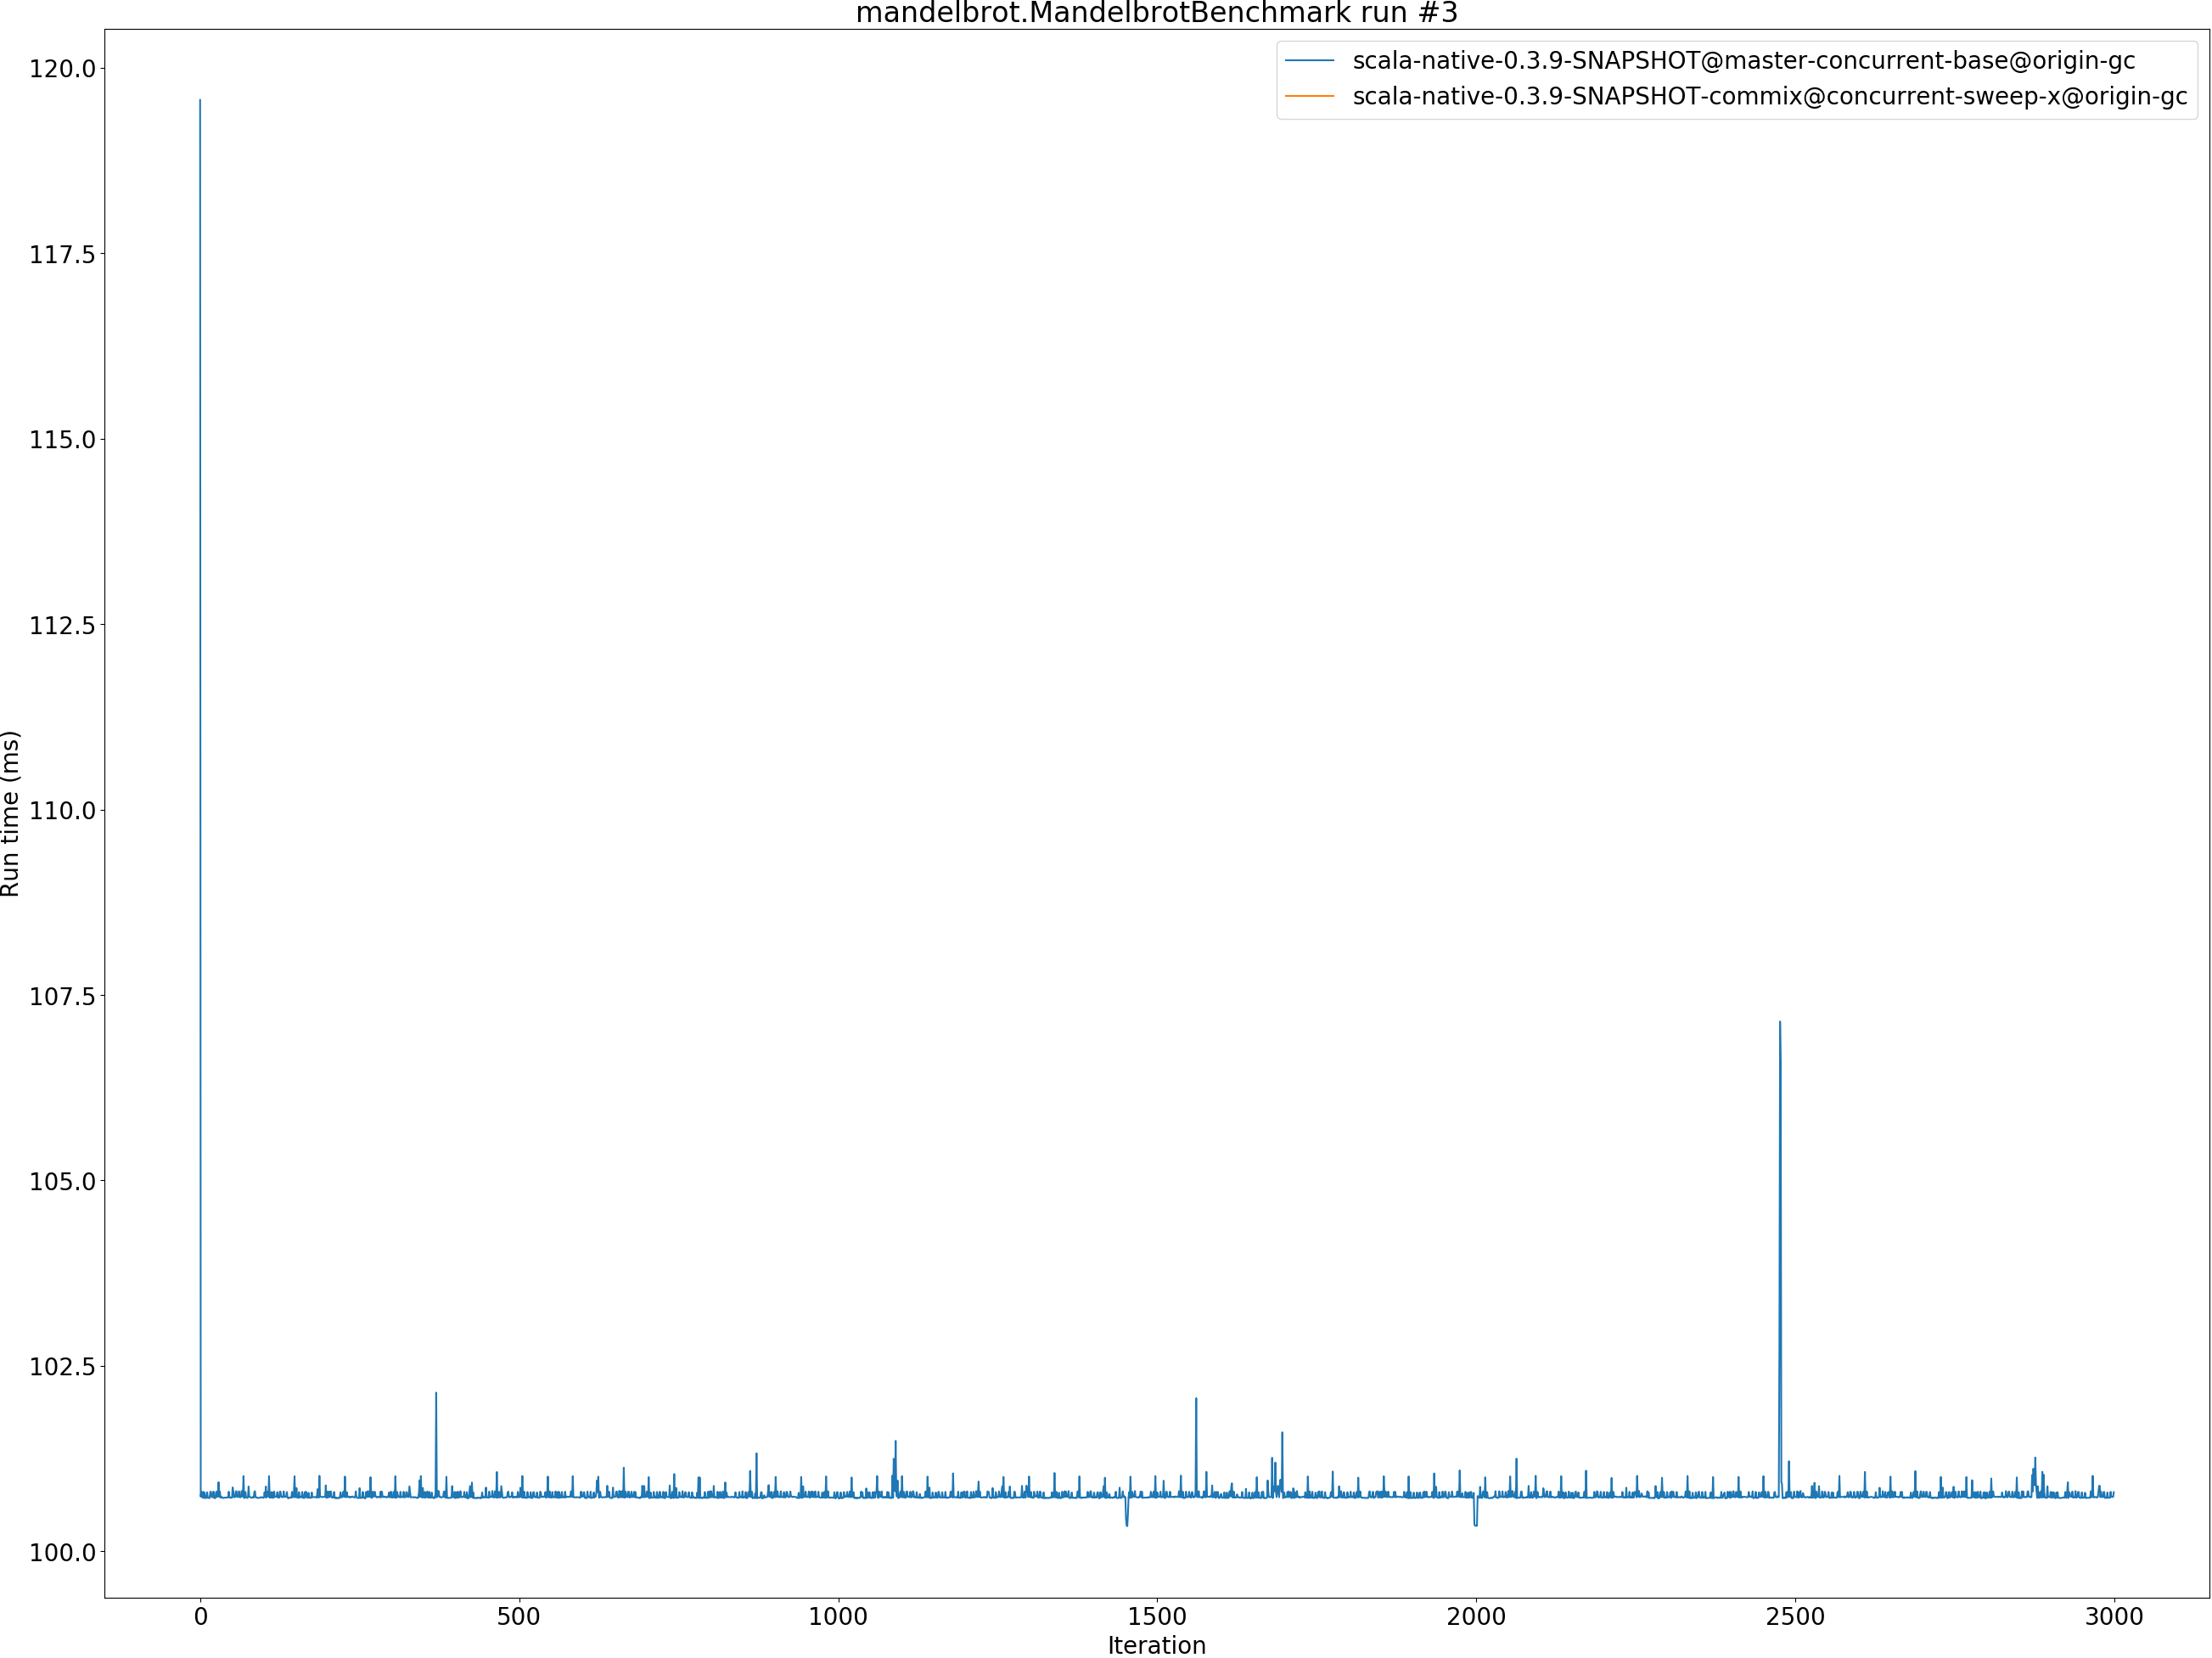 mandelbrot.MandelbrotBenchmark run #3
scala-native-0.3.9-SNAPSHOT@master-concurrent-base@origin-gc
scala-native-0.3.9-SNAPSHOT-commix@concurrent-sweep-x@origin-gc
120.0
117.5
115.0
112.5
110.0
107.5
105.0
102.5
100.0
Run time (ms)
0 500 1000 1500 2000 2500 3000
Iteration